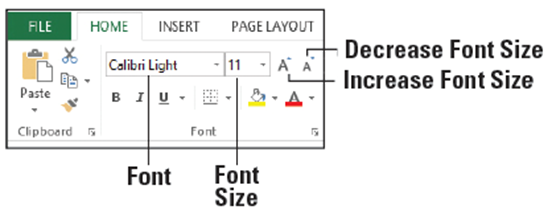 FILE HOME INSERT PAGE LAYOUT
Calibri Light 11 A A
Decrease Font Size
Increase Font Size
Paste
B I U A
Clipboard Font
Font
Font
Size